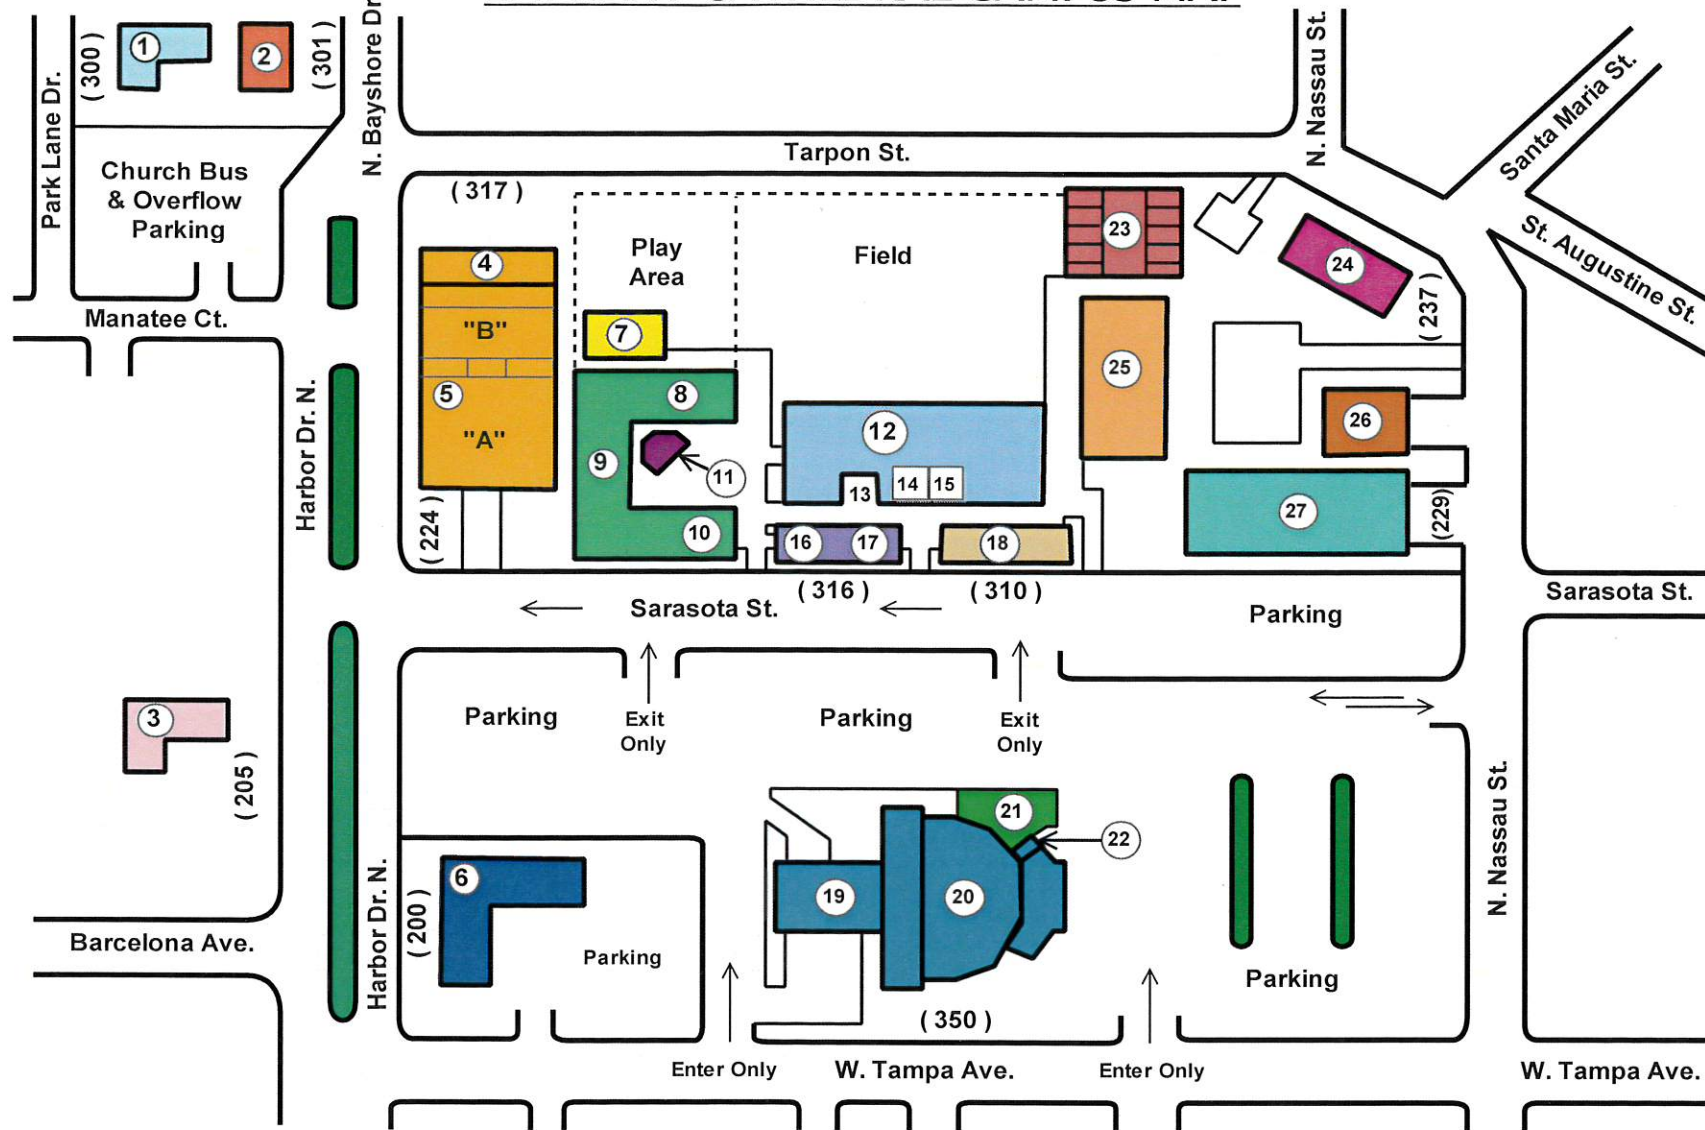 CAMPUS MAP
N. Bayshore Dr.
N. Nassau St.
Santa Maria St.
St. Augustine St.
Park Lane Dr.
( 300 )
1
2
( 301 )
Church Bus
& Overflow
Parking
Tarpon St.
( 317 )
Manatee Ct.
4
"B"
5
"A"
Play
Area
Field
7
8
9
10
11
12
13
14
15
16
17
18
23
24
25
26
27
( 237 )
(229)
( 224 )
Harbor Dr. N.
( 316 )
( 310 )
Sarasota St.
Parking
Sarasota St.
3
( 205 )
Parking
Exit
Only
Parking
Exit
Only
6
( 200 )
Parking
19
20
21
22
Parking
N. Nassau St.
Barcelona Ave.
Harbor Dr. N.
( 350 )
Enter Only
W. Tampa Ave.
Enter Only
W. Tampa Ave.